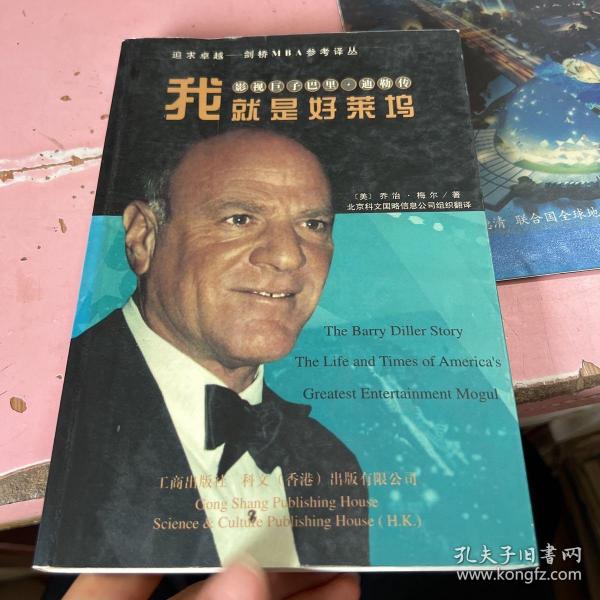 追求卓越——剑桥MBA参考译丛
影视巨子巴里·迪勒传
我就是好莱坞
〔美〕乔治·梅尔/著
北京科文国略信息公司组织翻译
The Barry Diller Story
The Life and Times of America's
Greatest Entertainment Mogul
工商出版社 科文（香港）出版有限公司
Gong Shang Publishing House
Science & Culture Publishing House (H.K.)
清 联合国全球地
孔夫子旧书网
www.kongfz.com